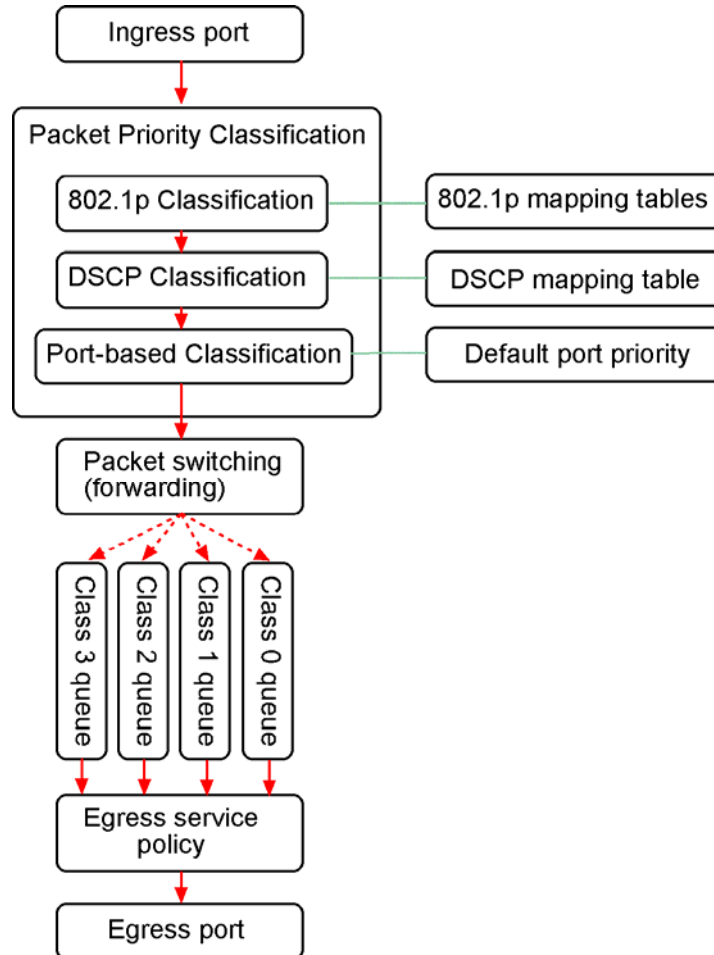 Ingress port
Packet Priority Classification
802.1p Classification
802.1p mapping tables
DSCP Classification
DSCP mapping table
Port-based Classification
Default port priority
Packet switching
(forwarding)
Class 3 queue
Class 2 queue
Class 1 queue
Class 0 queue
Egress service
policy
Egress port